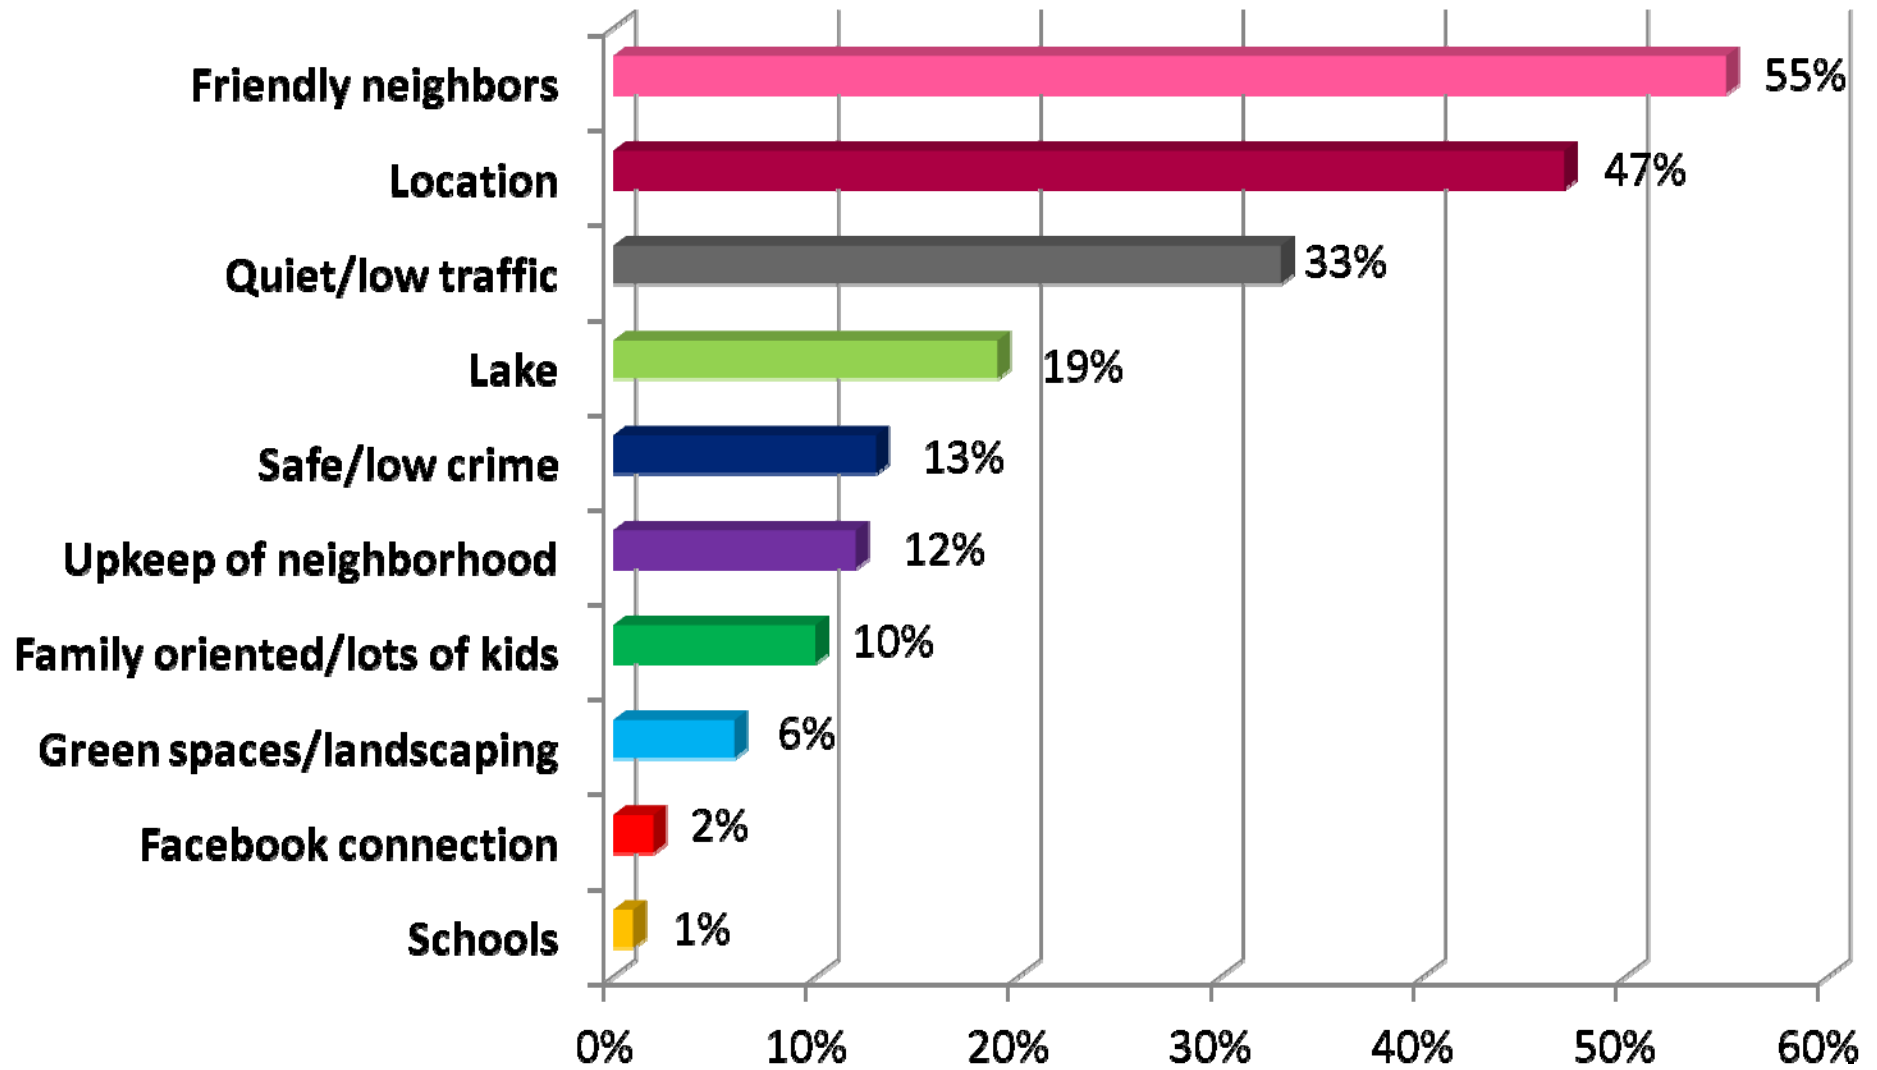 Friendly neighbors 55%
Location 47%
Quiet/low traffic 33%
Lake 19%
Safe/low crime 13%
Upkeep of neighborhood 12%
Family oriented/lots of kids 10%
Green spaces/landscaping 6%
Facebook connection 2%
Schools 1%
0% 10% 20% 30% 40% 50% 60%